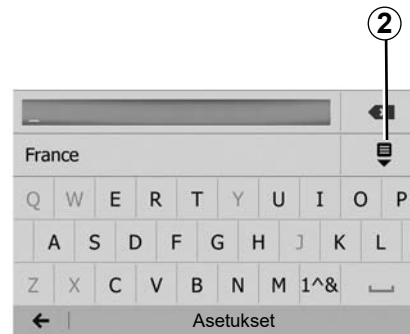 2
_
France
Q W E R T Y U I O P
A S D F G H J K L
Z X C V B N M 1^&
Asetukset